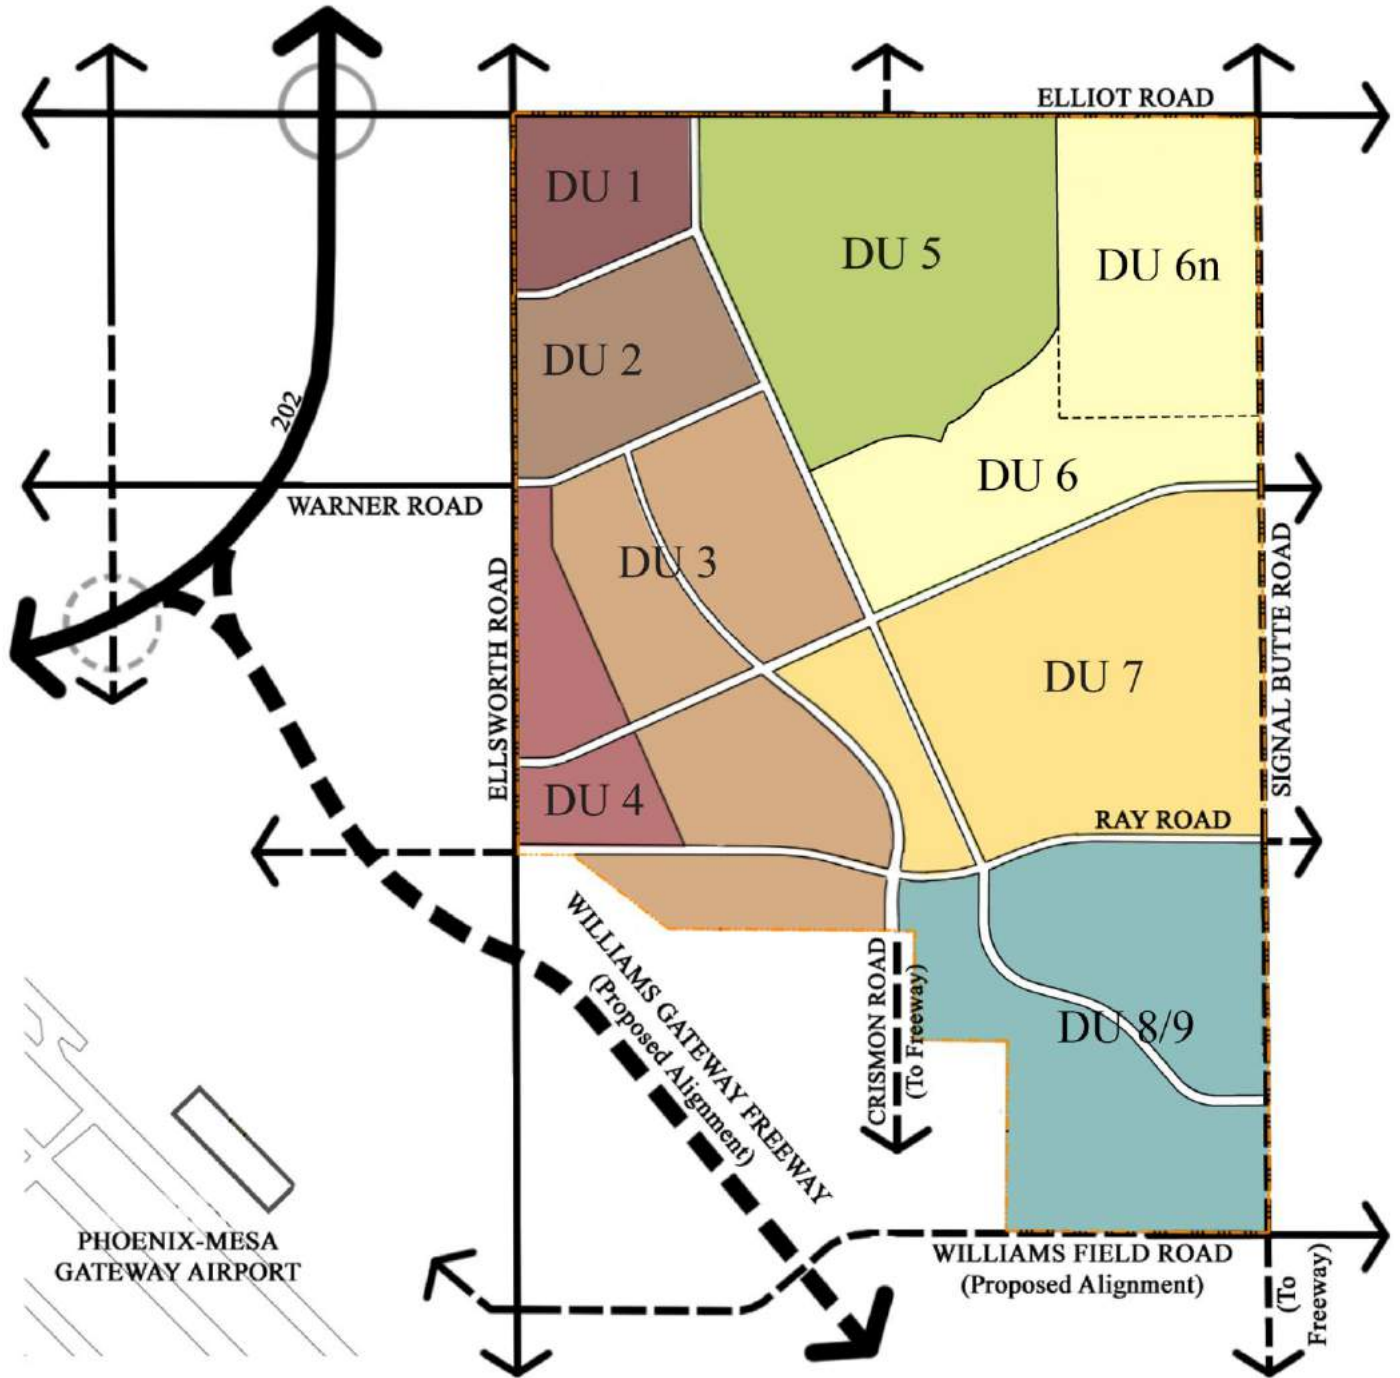 ELLIOT ROAD
DU 1
DU 5
DU 6n
DU 2
202
DU 6
WARNER ROAD
DU 3
ELLSWORTH ROAD
SIGNAL BUTTE ROAD
DU 7
DU 4
RAY ROAD
WILLIAMS GATEWAY FREEWAY
(Proposed Alignment)
CRISMON ROAD
(To Freeway)
DU 8/9
PHOENIX-MESA
GATEWAY AIRPORT
WILLIAMS FIELD ROAD
(Proposed Alignment)
(To
Freeway)